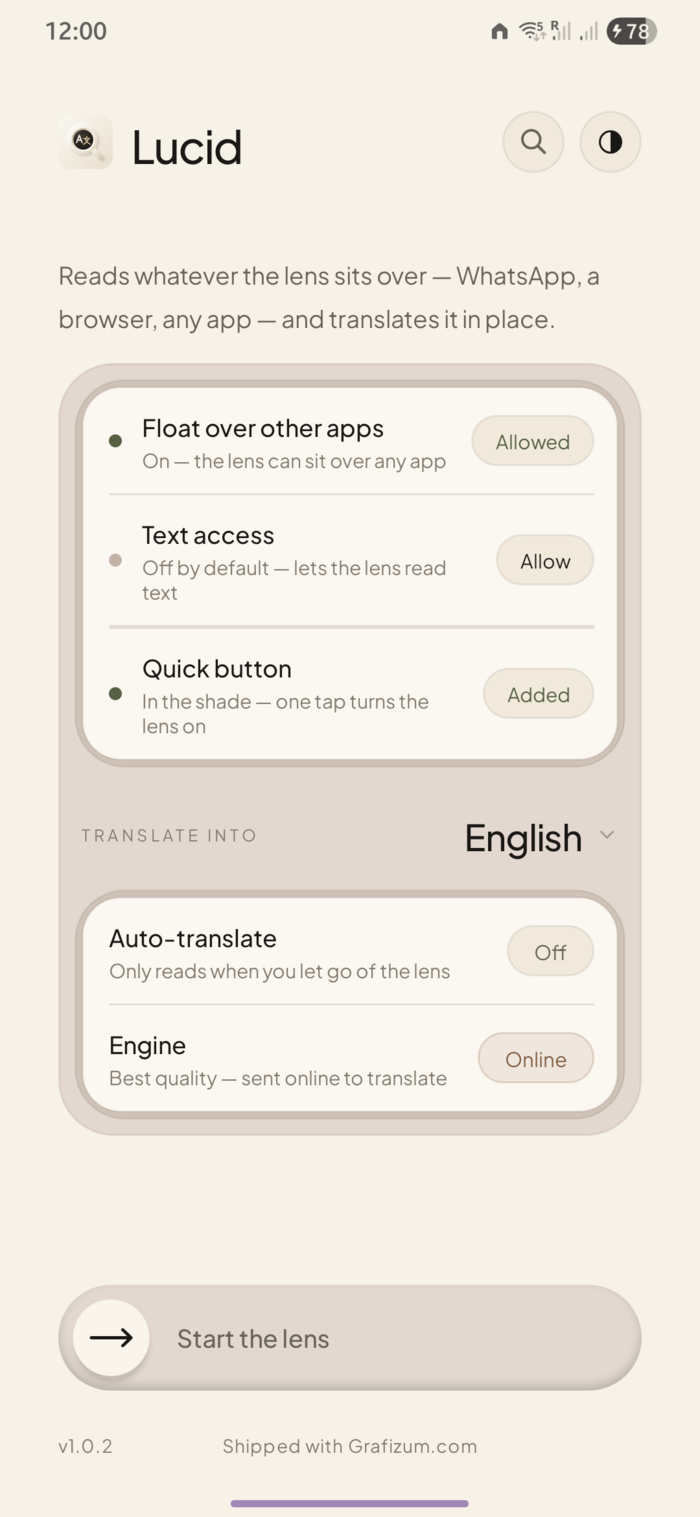 12:00
5 R 78
A文
Lucid
Reads whatever the lens sits over — WhatsApp, a
browser, any app — and translates it in place.
Float over other apps
On — the lens can sit over any app
Allowed
Text access
Off by default — lets the lens read
text
Allow
Quick button
In the shade — one tap turns the
lens on
Added
TRANSLATE INTO
English
Auto-translate
Only reads when you let go of the lens
Off
Engine
Best quality — sent online to translate
Online
Start the lens
v1.0.2
Shipped with Grafizum.com